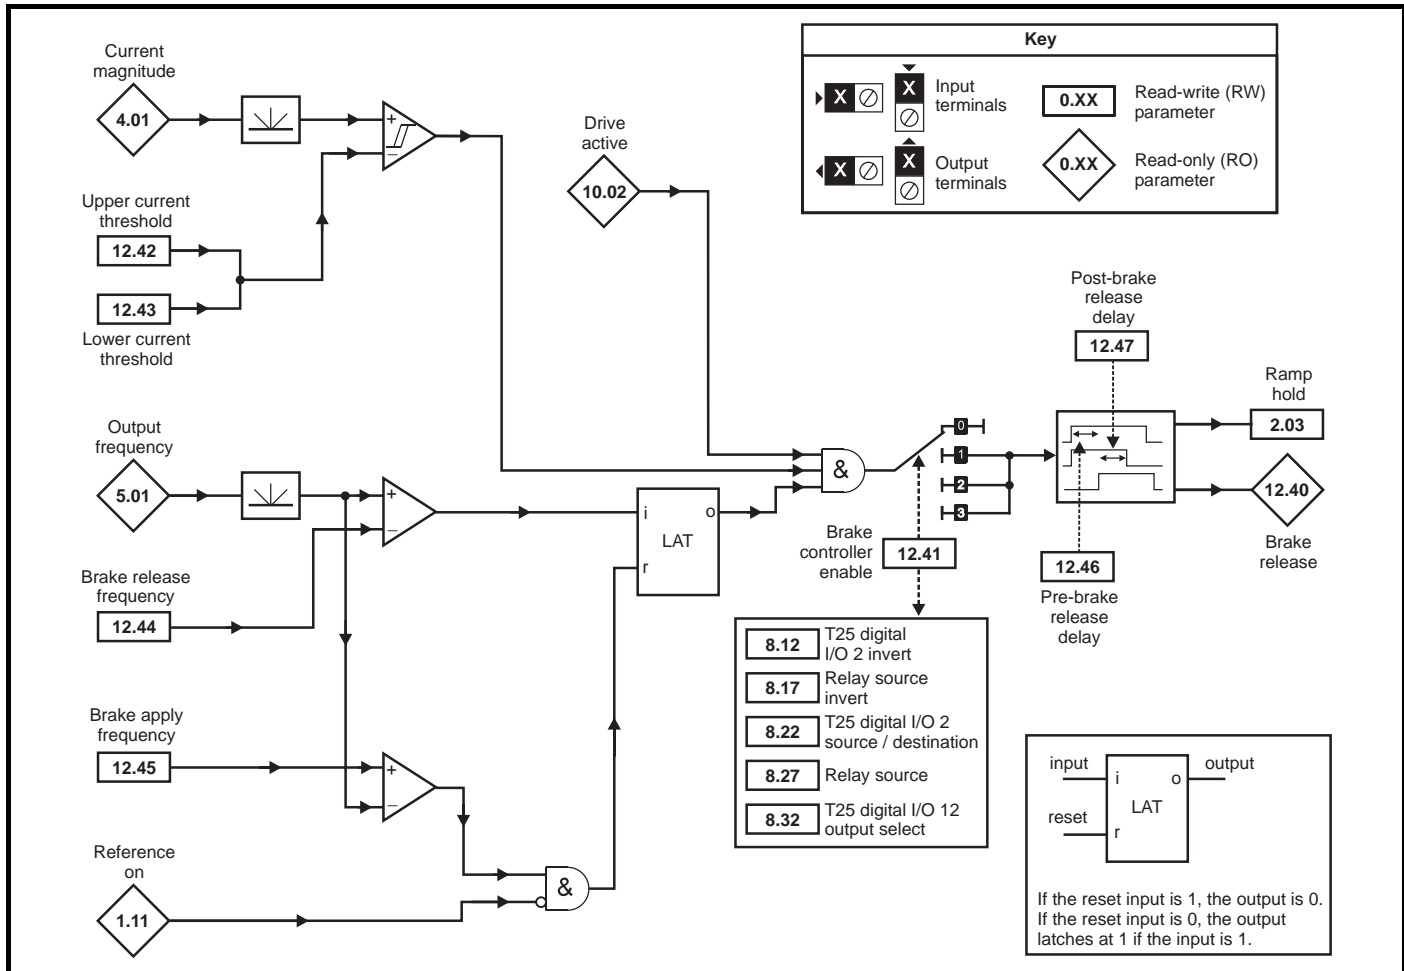 Current
magnitude
4.01
+
−
Upper current
threshold
12.42
12.43
Lower current
threshold
Drive
active
10.02
Key
X
X
Input
terminals
0.XX
Read-write (RW)
parameter
X
X
Output
terminals
0.XX
Read-only (RO)
parameter
Output
frequency
5.01
+
−
Brake release
frequency
12.44
i
o
LAT
r
&
0
1
2
3
Brake
controller
enable
12.41
Post-brake
release
delay
12.47
12.46
Pre-brake
release
delay
Ramp
hold
2.03
12.40
Brake
release
8.12
T25 digital
I/O 2 invert
8.17
Relay source
invert
8.22
T25 digital I/O 2
source / destination
8.27
Relay source
8.32
T25 digital I/O 12
output select
Brake apply
frequency
12.45
+
−
Reference
on
1.11
&
input
output
i
o
LAT
reset
r
If the reset input is 1, the output is 0.
If the reset input is 0, the output
latches at 1 if the input is 1.